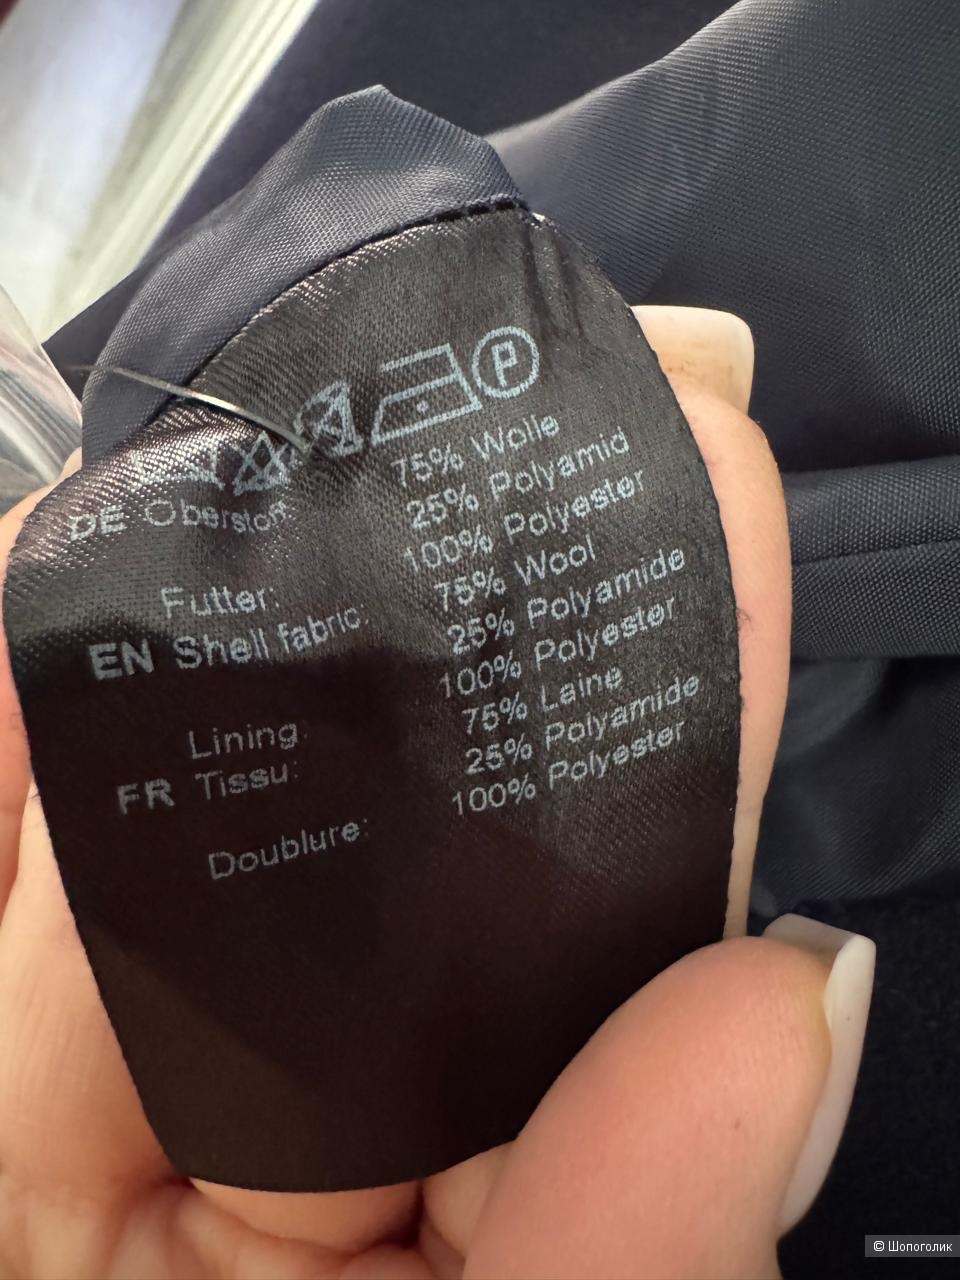 P
75% Wolle
DE Oberstoff
25% Polyamid
Futter: 100% Polyester
75% Wool
EN Shell fabric: 25% Polyamide
Lining: 100% Polyester
75% Laine
FR Tissu: 25% Polyamide
Doublure: 100% Polyester
© Шопоголик